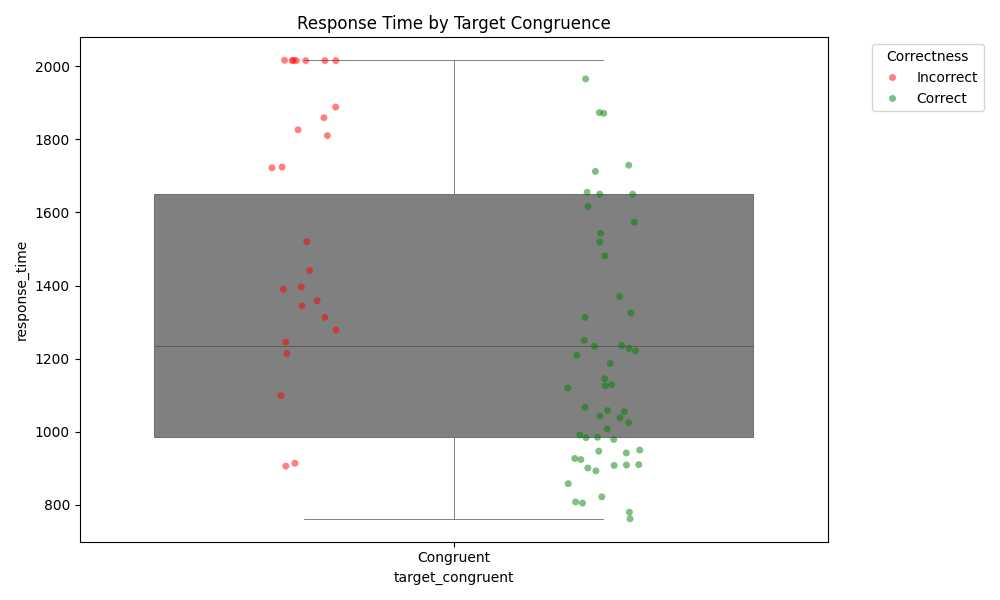 Response Time by Target Congruence
Correctness
Incorrect
Correct
response_time
2000
1800
1600
1400
1200
1000
800
Congruent
target_congruent